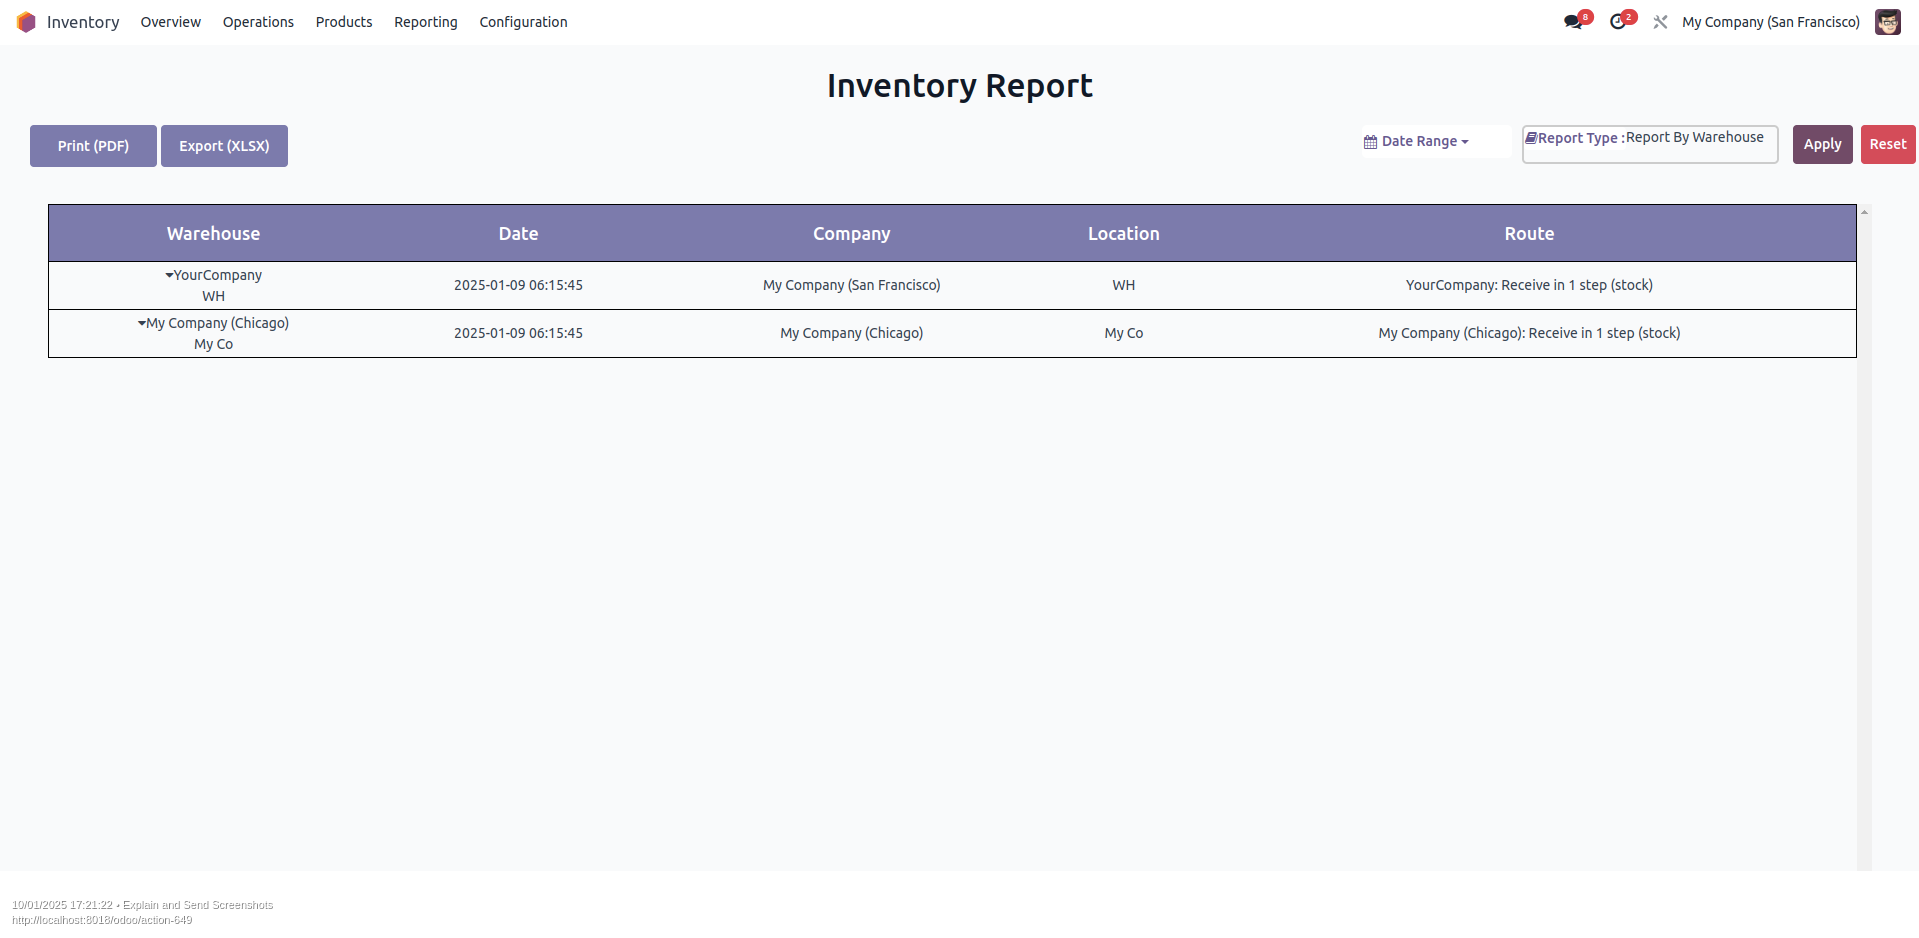 Inventory Overview Operations Products Reporting Configuration 8 2 My Company (San Francisco)
Inventory Report
Print (PDF) Export (XLSX) Date Range Report Type : Report By Warehouse Apply Reset
Warehouse Date Company Location Route
YourCompany
WH 2025-01-09 06:15:45 My Company (San Francisco) WH YourCompany: Receive in 1 step (stock)
My Company (Chicago)
My Co 2025-01-09 06:15:45 My Company (Chicago) My Co My Company (Chicago): Receive in 1 step (stock)
10/01/2025 17:21:22 • Explain and Send Screenshots
http://localhost:8018/odoo/action-649